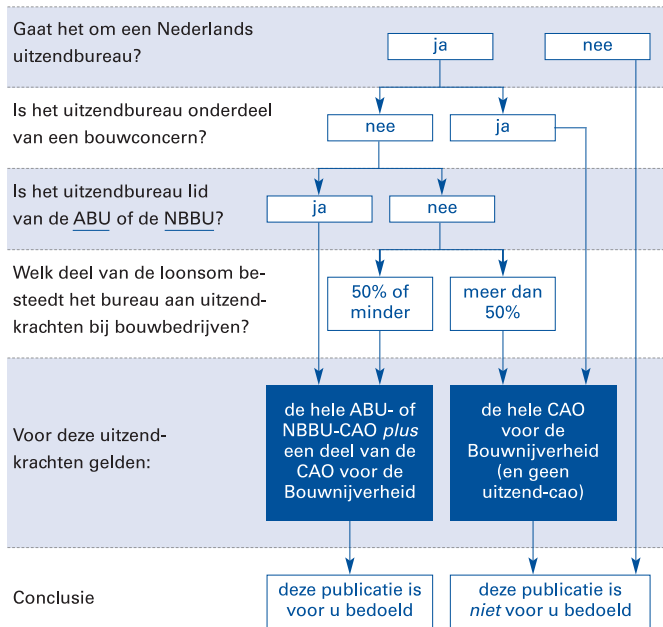 Gaat het om een Nederlands
uitzendbureau?
ja
nee
Is het uitzendbureau onderdeel
van een bouwconcern?
nee
ja
Is het uitzendbureau lid
van de ABU of de NBBU?
ja
nee
Welk deel van de loonsom be-
steedt het bureau aan uitzend-
krachten bij bouwbedrijven?
50% of
minder
meer dan
50%
Voor deze uitzend-
krachten gelden:
de hele ABU- of
NBBU-CAO plus
een deel van de
CAO voor de
Bouwnijverheid
de hele CAO
voor de
Bouwnijverheid
(en geen
uitzend-cao)
Conclusie
deze publicatie is
voor u bedoeld
deze publicatie is
niet voor u bedoeld